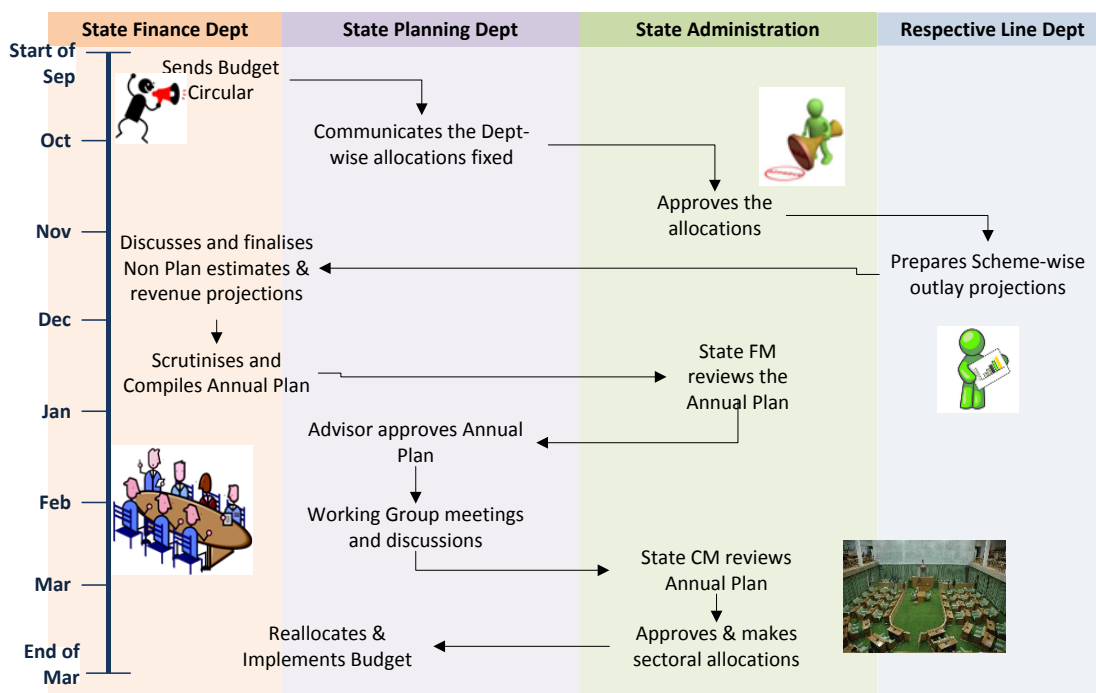 State Finance Dept
State Planning Dept
State Administration
Respective Line Dept
Start of
Sep
Sends Budget
Circular
Oct
Communicates the Dept-
wise allocations fixed
Approves the
allocations
Nov
Discusses and finalises
Non Plan estimates &
revenue projections
Prepares Scheme-wise
outlay projections
Dec
Scrutinises and
Compiles Annual Plan
State FM
reviews the
Annual Plan
Jan
Advisor approves Annual
Plan
Feb
Working Group meetings
and discussions
State CM reviews
Annual Plan
Mar
Reallocates &
Implements Budget
Approves & makes
sectoral allocations
End of
Mar